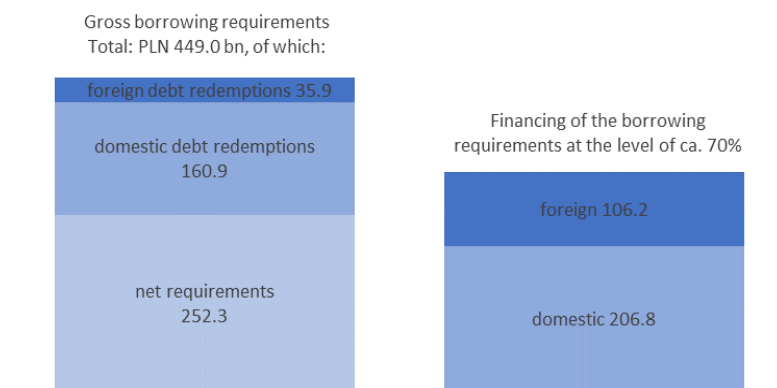 Gross borrowing requirements
Total: PLN 449.0 bn, of which:
foreign debt redemptions 35.9
domestic debt redemptions
160.9
net requirements
252.3
Financing of the borrowing
requirements at the level of ca. 70%
foreign 106.2
domestic 206.8